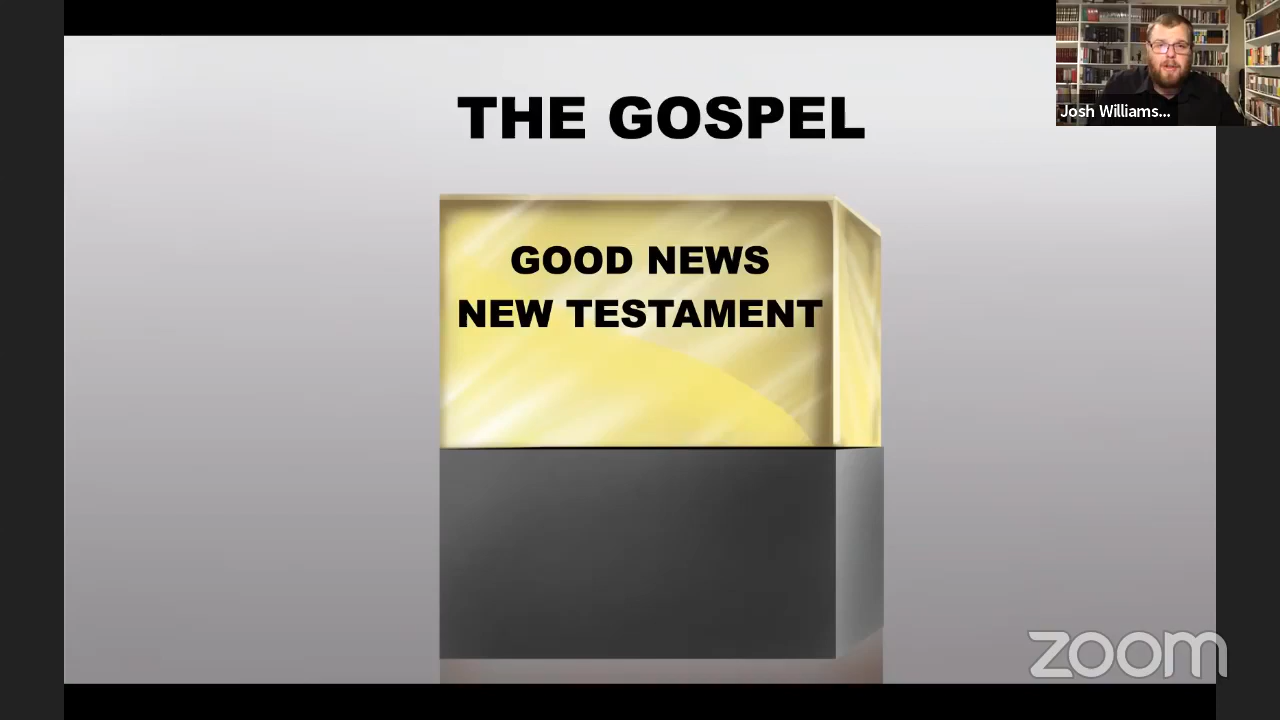 Josh Williams...
THE GOSPEL
GOOD NEWS
NEW TESTAMENT
zoom